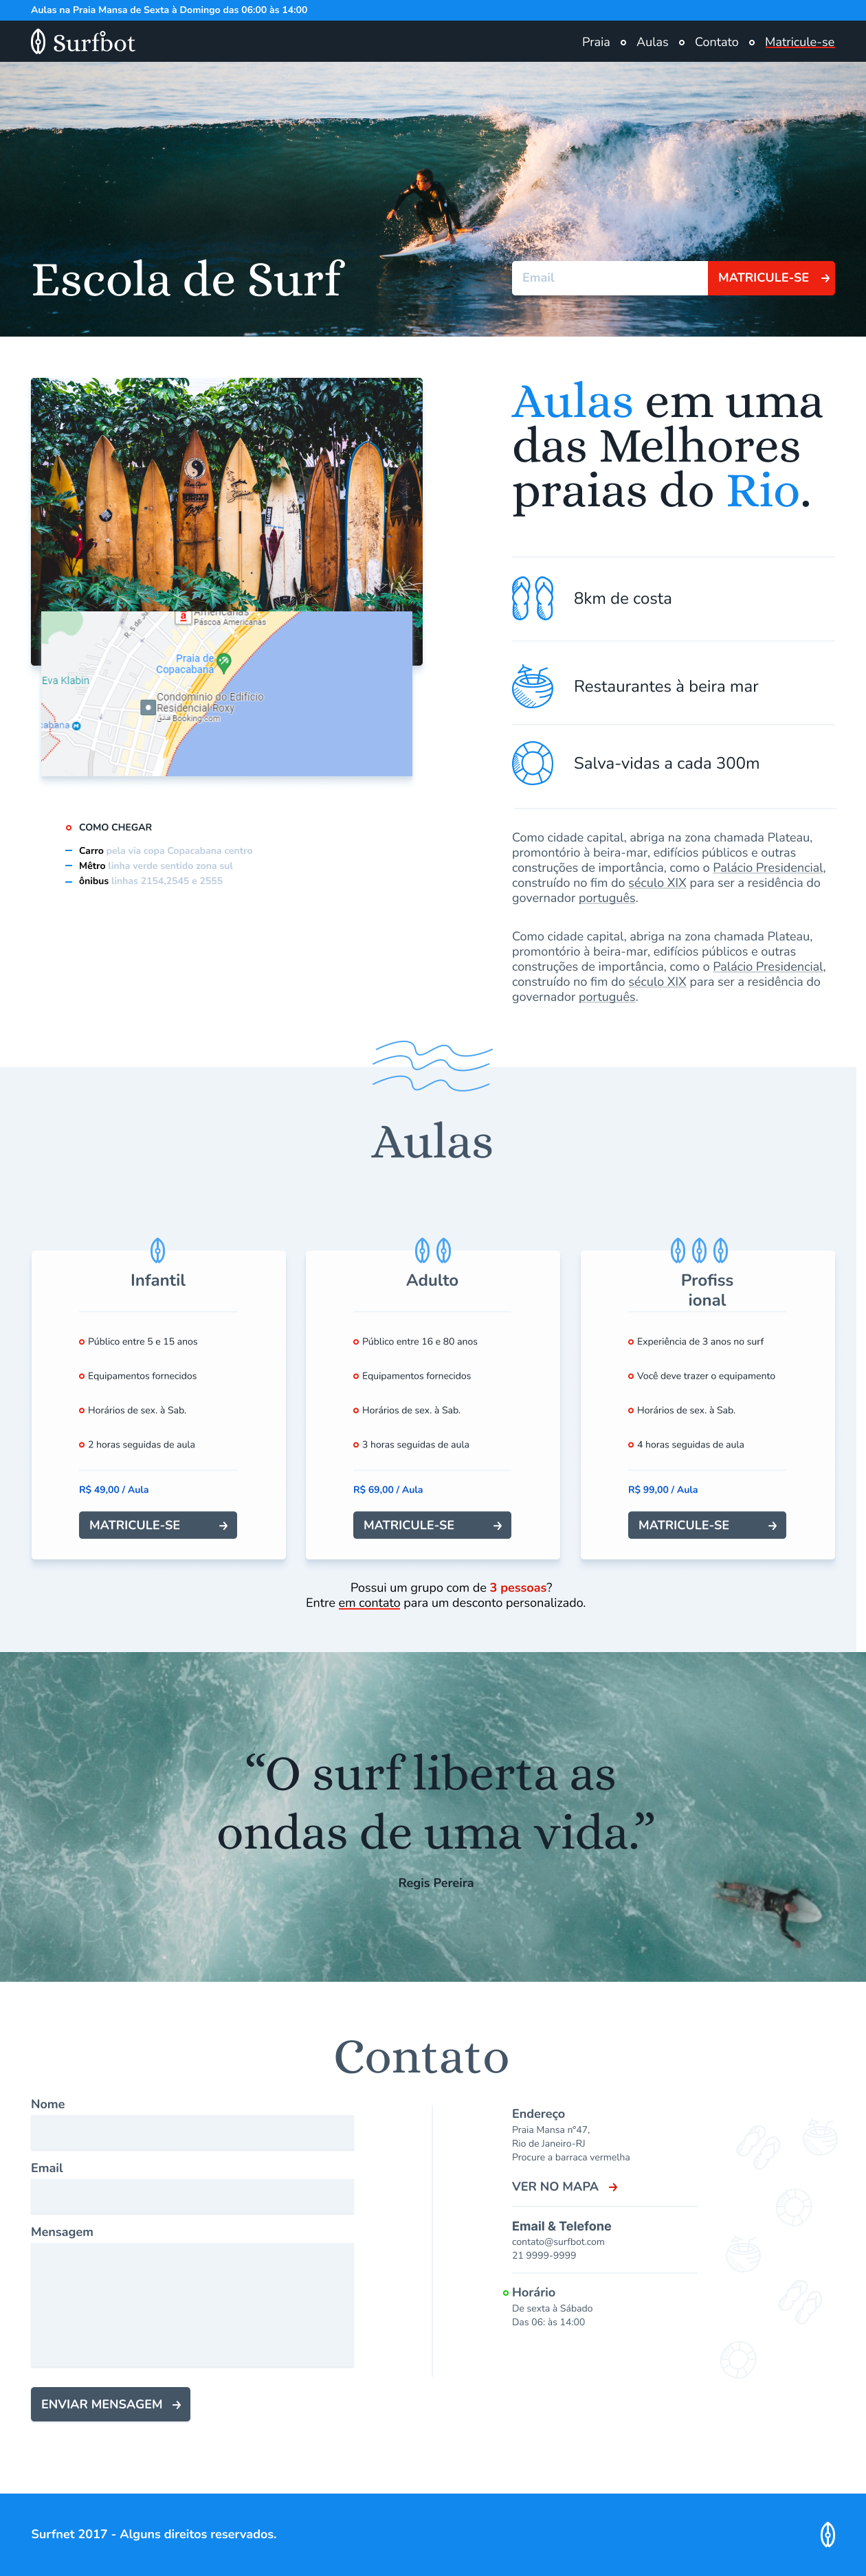 Aulas na Praia Mansa de Sexta à Domingo das 06:00 às 14:00
Surfbot
Praia
Aulas
Contato
Matricule-se
Escola de Surf
Email
MATRICULE-SE
Aulas em uma
das Melhores
praias do Rio.
Americanas
Páscoa Americanas
Praia de
Copacabana
Eva Klabin
Condomínio do Edifício
Residencial Roxy
Booking.com
cabana
8km de costa
Restaurantes à beira mar
Salva-vidas a cada 300m
COMO CHEGAR
Carro pela via copa Copacabana centro
Mêtro linha verde sentido zona sul
ônibus linhas 2154,2545 e 2555
Como cidade capital, abriga na zona chamada Plateau,
promontório à beira-mar, edifícios públicos e outras
construções de importância, como o Palácio Presidencial,
construído no fim do século XIX para ser a residência do
governador português.
Como cidade capital, abriga na zona chamada Plateau,
promontório à beira-mar, edifícios públicos e outras
construções de importância, como o Palácio Presidencial,
construído no fim do século XIX para ser a residência do
governador português.
Aulas
Infantil
Público entre 5 e 15 anos
Equipamentos fornecidos
Horários de sex. à Sab.
2 horas seguidas de aula
R$ 49,00 / Aula
MATRICULE-SE
Adulto
Público entre 16 e 80 anos
Equipamentos fornecidos
Horários de sex. à Sab.
3 horas seguidas de aula
R$ 69,00 / Aula
MATRICULE-SE
Profiss
ional
Experiência de 3 anos no surf
Você deve trazer o equipamento
Horários de sex. à Sab.
4 horas seguidas de aula
R$ 99,00 / Aula
MATRICULE-SE
Possui um grupo com de 3 pessoas?
Entre em contato para um desconto personalizado.
“O surf liberta as
ondas de uma vida.”
Regis Pereira
Contato
Nome
Email
Mensagem
ENVIAR MENSAGEM
Endereço
Praia Mansa nº47,
Rio de Janeiro-RJ
Procure a barraca vermelha
VER NO MAPA
Email & Telefone
contato@surfbot.com
21 9999-9999
Horário
De sexta à Sábado
Das 06: às 14:00
Surfnet 2017 - Alguns direitos reservados.